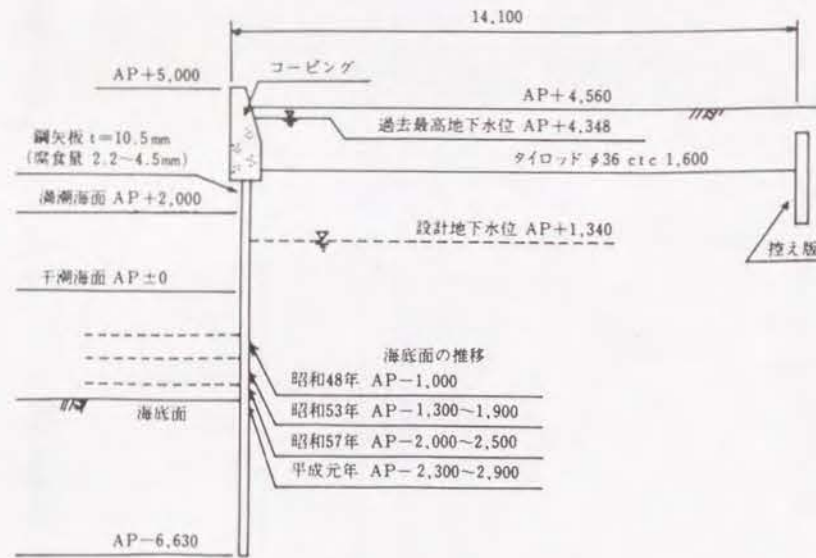 14,100
コーピング
AP+5,000
AP+4,560
過去最高地下水位 AP+4,348
鋼矢板 t=10.5mm
(腐食量 2.2~4.5mm)
タイロッド φ36 ctc 1,600
満潮海面 AP+2,000
設計地下水位 AP+1,340
控え版
干潮海面 AP±0
海底面の推移
昭和48年 AP-1,000
海底面
昭和53年 AP-1,300~1,900
昭和57年 AP-2,000~2,500
平成元年 AP-2,300~2,900
AP-6,630